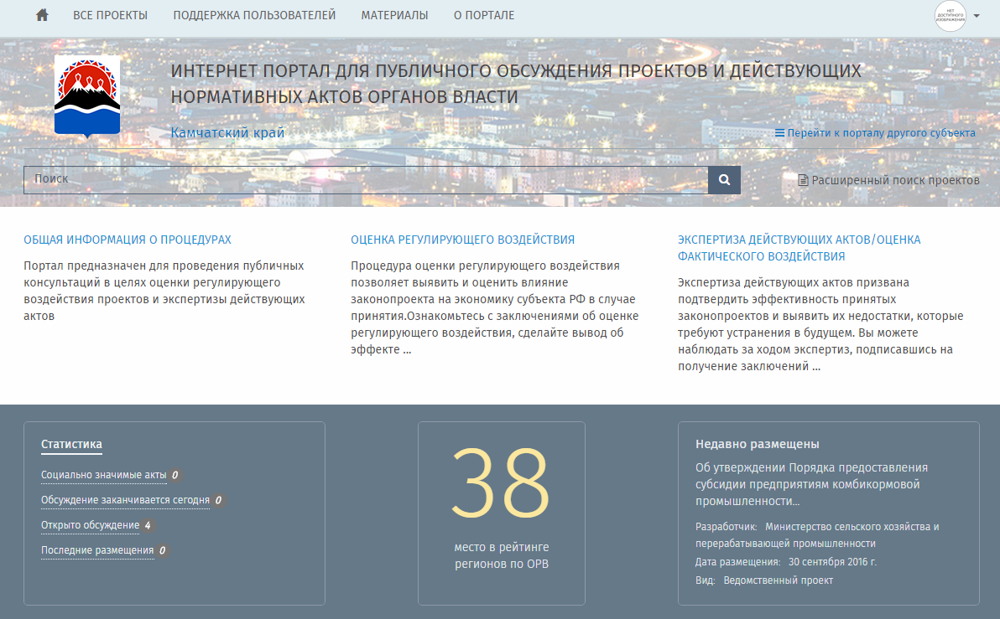 ВСЕ ПРОЕКТЫ ПОДДЕРЖКА ПОЛЬЗОВАТЕЛЕЙ МАТЕРИАЛЫ О ПОРТАЛЕ
НЕТ
ДОСТУПНОГО
ИЗОБРАЖЕНИЯ
ИНТЕРНЕТ ПОРТАЛ ДЛЯ ПУБЛИЧНОГО ОБСУЖДЕНИЯ ПРОЕКТОВ И ДЕЙСТВУЮЩИХ
НОРМАТИВНЫХ АКТОВ ОРГАНОВ ВЛАСТИ
Камчатский край
Перейти к порталу другого субъекта
Поиск
Расширенный поиск проектов
ОБЩАЯ ИНФОРМАЦИЯ О ПРОЦЕДУРАХ
Портал предназначен для проведения публичных
консультаций в целях оценки регулирующего
воздействия проектов и экспертизы действующих
актов
ОЦЕНКА РЕГУЛИРУЮЩЕГО ВОЗДЕЙСТВИЯ
Процедура оценки регулирующего воздействия
позволяет выявить и оценить влияние
законопроекта на экономику субъекта РФ в случае
принятия.Ознакомьтесь с заключениями об оценке
регулирующего воздействия, сделайте вывод об
эффекте ...
ЭКСПЕРТИЗА ДЕЙСТВУЮЩИХ АКТОВ/ОЦЕНКА
ФАКТИЧЕСКОГО ВОЗДЕЙСТВИЯ
Экспертиза действующих актов призвана
подтвердить эффективность принятых
законопроектов и выявить их недостатки, которые
требуют устранения в будущем. Вы можете
наблюдать за ходом экспертиз, подписавшись на
получение заключений ...
Статистика
Социально значимые акты 0
Обсуждение заканчивается сегодня 0
Открыто обсуждение 4
Последние размещения 0
38
место в рейтинге
регионов по ОРВ
Недавно размещены
Об утверждении Порядка предоставления
субсидии предприятиям комбикормовой
промышленности...
Разработчик: Министерство сельского хозяйства и
перерабатывающей промышленности
Дата размещения: 30 сентября 2016 г.
Вид: Ведомственный проект